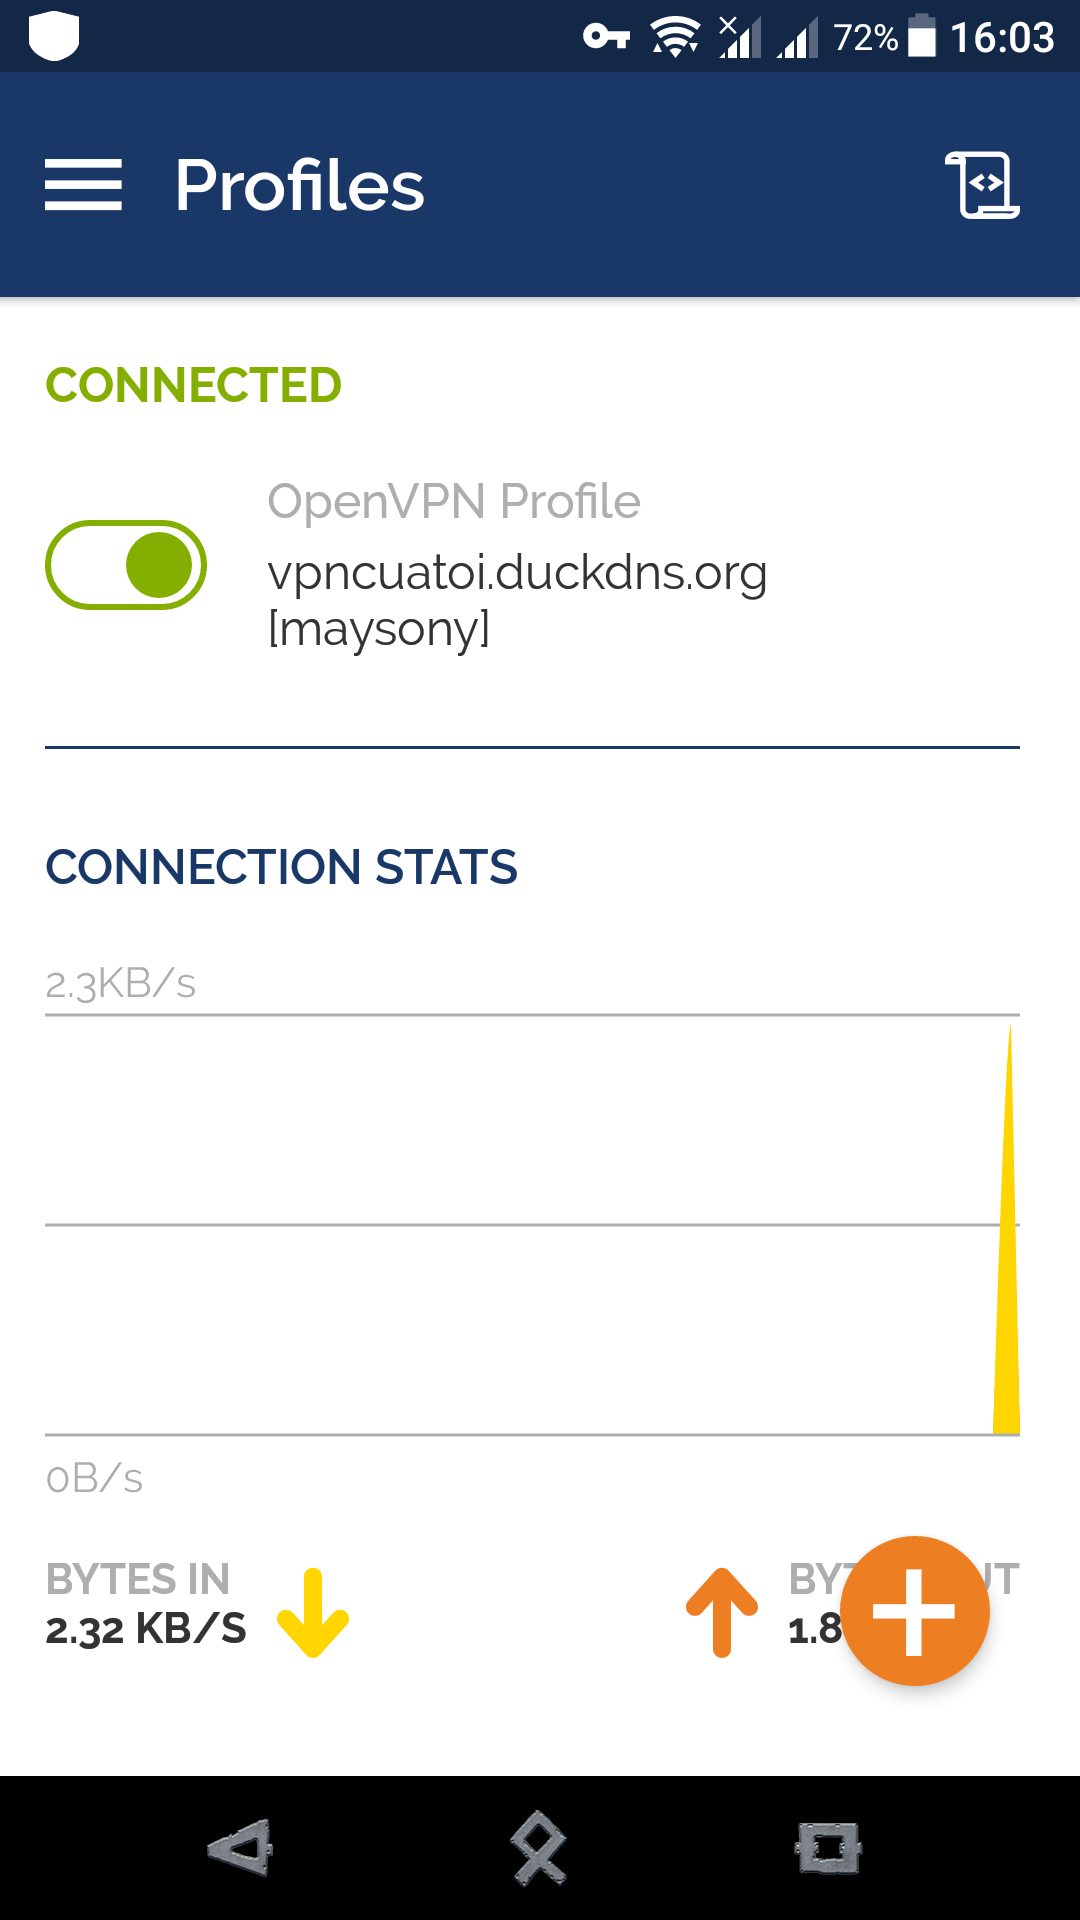 72% 16:03
Profiles
CONNECTED
OpenVPN Profile
vpncuatoi.duckdns.org
[maysony]
CONNECTION STATS
2.3KB/s
0B/s
BYTES IN
2.32 KB/S